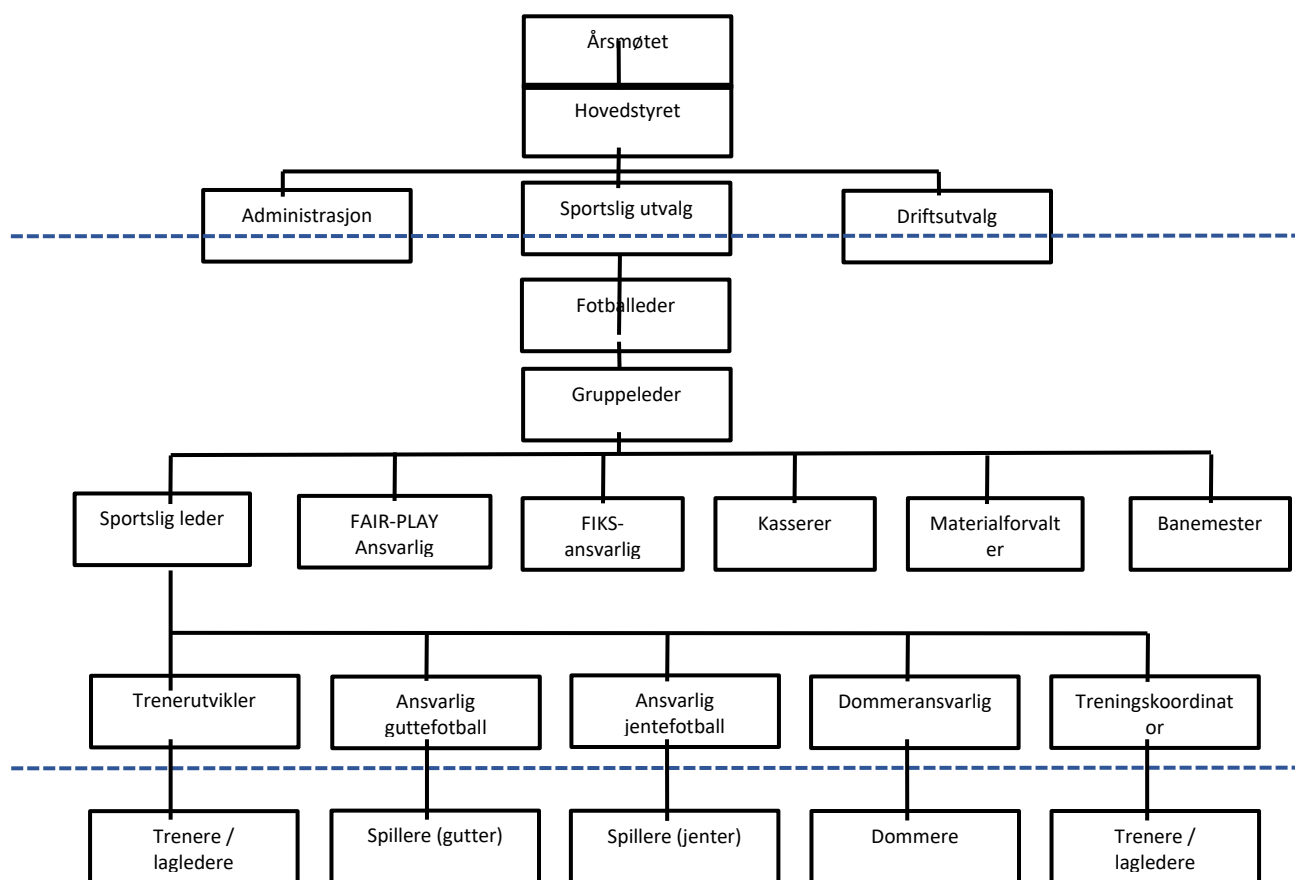 Årsmøtet
Hovedstyret
Administrasjon
Sportslig utvalg
Driftsutvalg
Fotballeder
Gruppeleder
Sportslig leder
FAIR-PLAY
Ansvarlig
FIKS-
ansvarlig
Kasserer
Materialforvalt
er
Banemester
Trenerutvikler
Ansvarlig
guttefotball
Ansvarlig
jentefotball
Dommeransvarlig
Treningskoordinat
or
Trenere /
lagledere
Spillere (gutter)
Spillere (jenter)
Dommere
Trenere /
lagledere